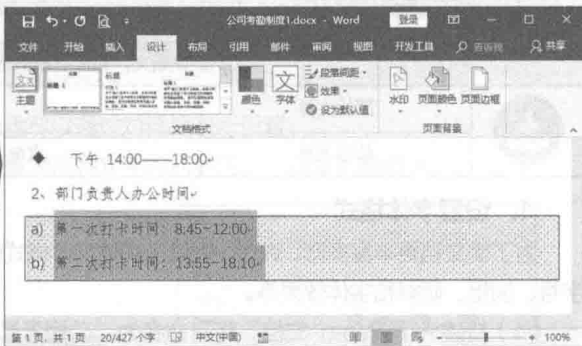 公司考勤制度1.docx - Word
登录
文件 开始 插入 设计 布局 引用 邮件 审阅 视图 开发工具 共享
主题 颜色 字体 段落间距 效果 设为默认值 水印 页面颜色 页面边框
文档格式 页面背景
◆ 下午 14:00——18:00
2、部门负责人办公时间
a) 第一次打卡时间：8:45~12:00
b) 第二次打卡时间：13:55~18:10
第1页，共1页 20/427个字 中文(中国) 100%